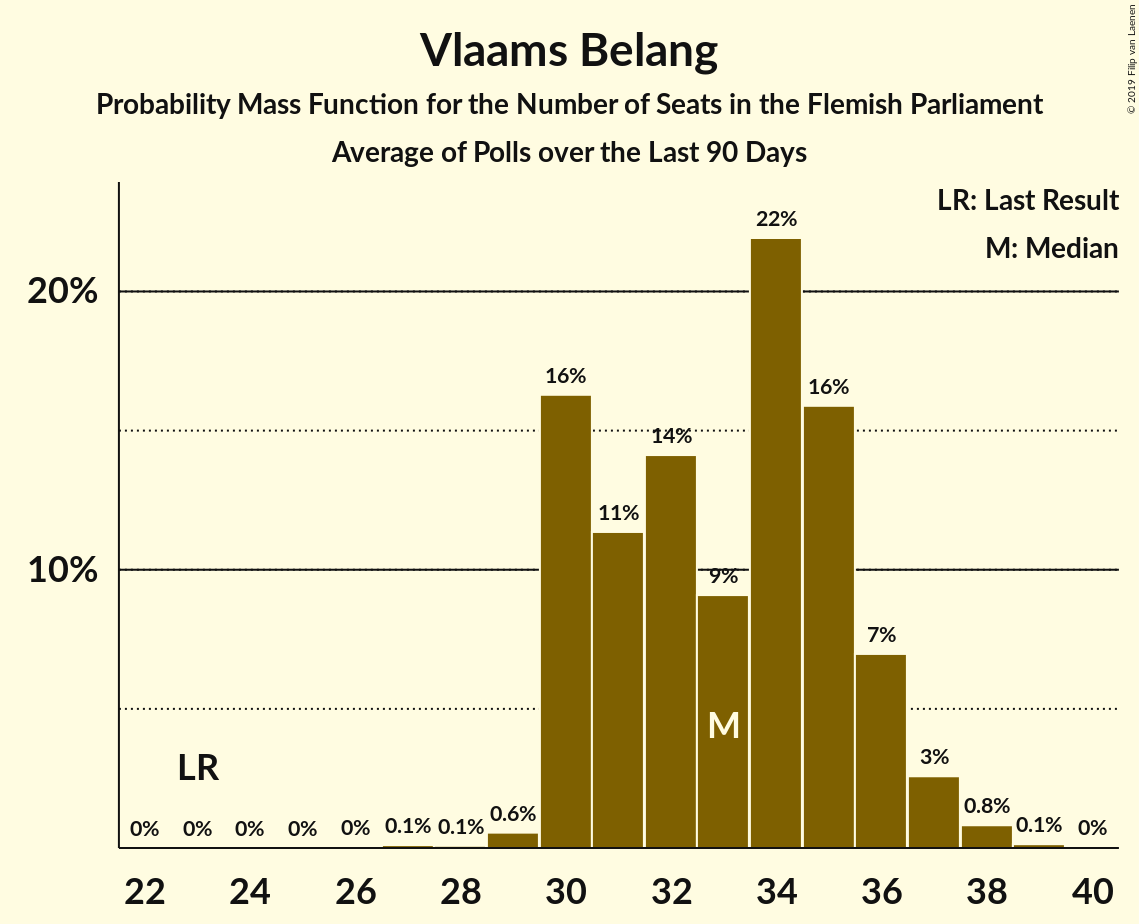 Vlaams Belang
Probability Mass Function for the Number of Seats in the Flemish Parliament
Average of Polls over the Last 90 Days
© 2019 Filip van Laenen
LR: Last Result
M: Median
20%
10%
22%
16%
16%
14%
11%
9%
7%
3%
LR
M
0% 0% 0% 0% 0% 0.1% 0.1% 0.6% 0.8% 0.1% 0%
22 24 26 28 30 32 34 36 38 40